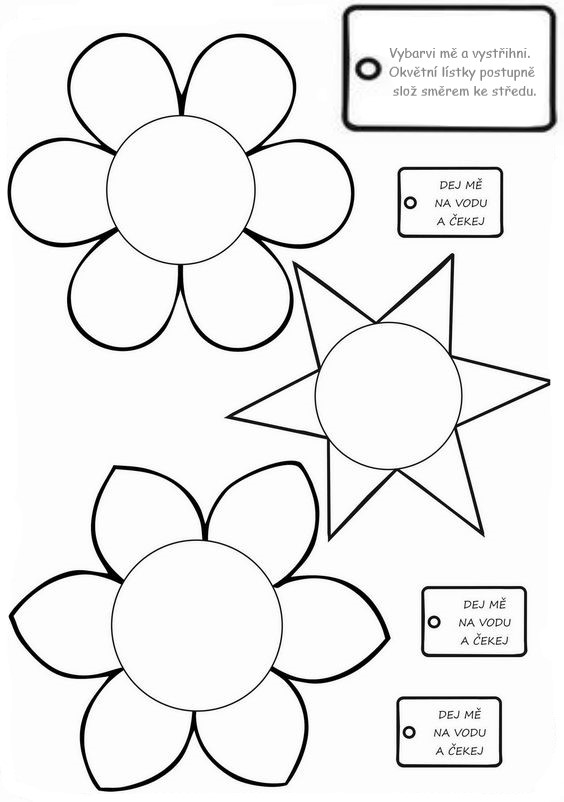 Vybarvi mě a vystřihni.
Okvětní lístky postupně
slož směrem ke středu.
DEJ MĚ
NA VODU
A ČEKEJ
DEJ MĚ
NA VODU
A ČEKEJ
DEJ MĚ
NA VODU
A ČEKEJ